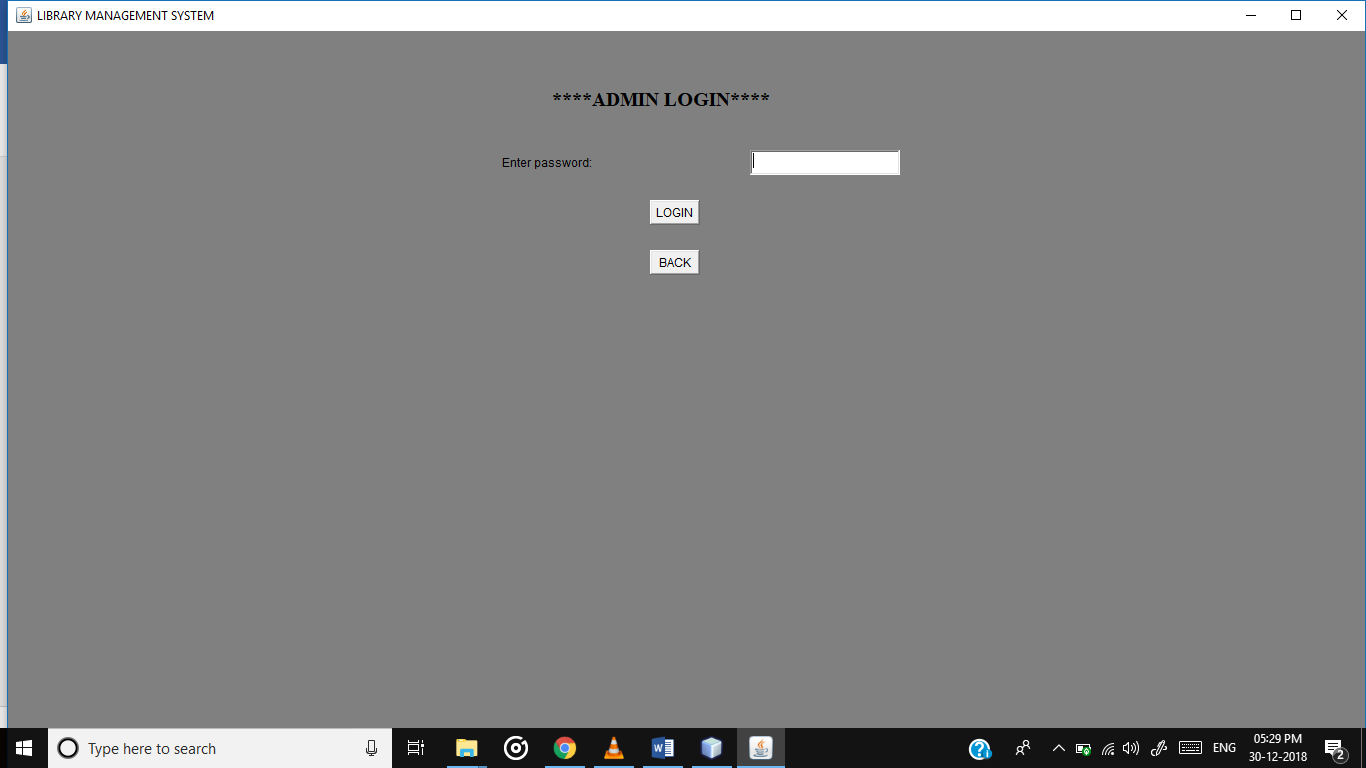 LIBRARY MANAGEMENT SYSTEM
****ADMIN LOGIN****
Enter password:
LOGIN
BACK
Type here to search
ENG
05:29 PM
30-12-2018
2